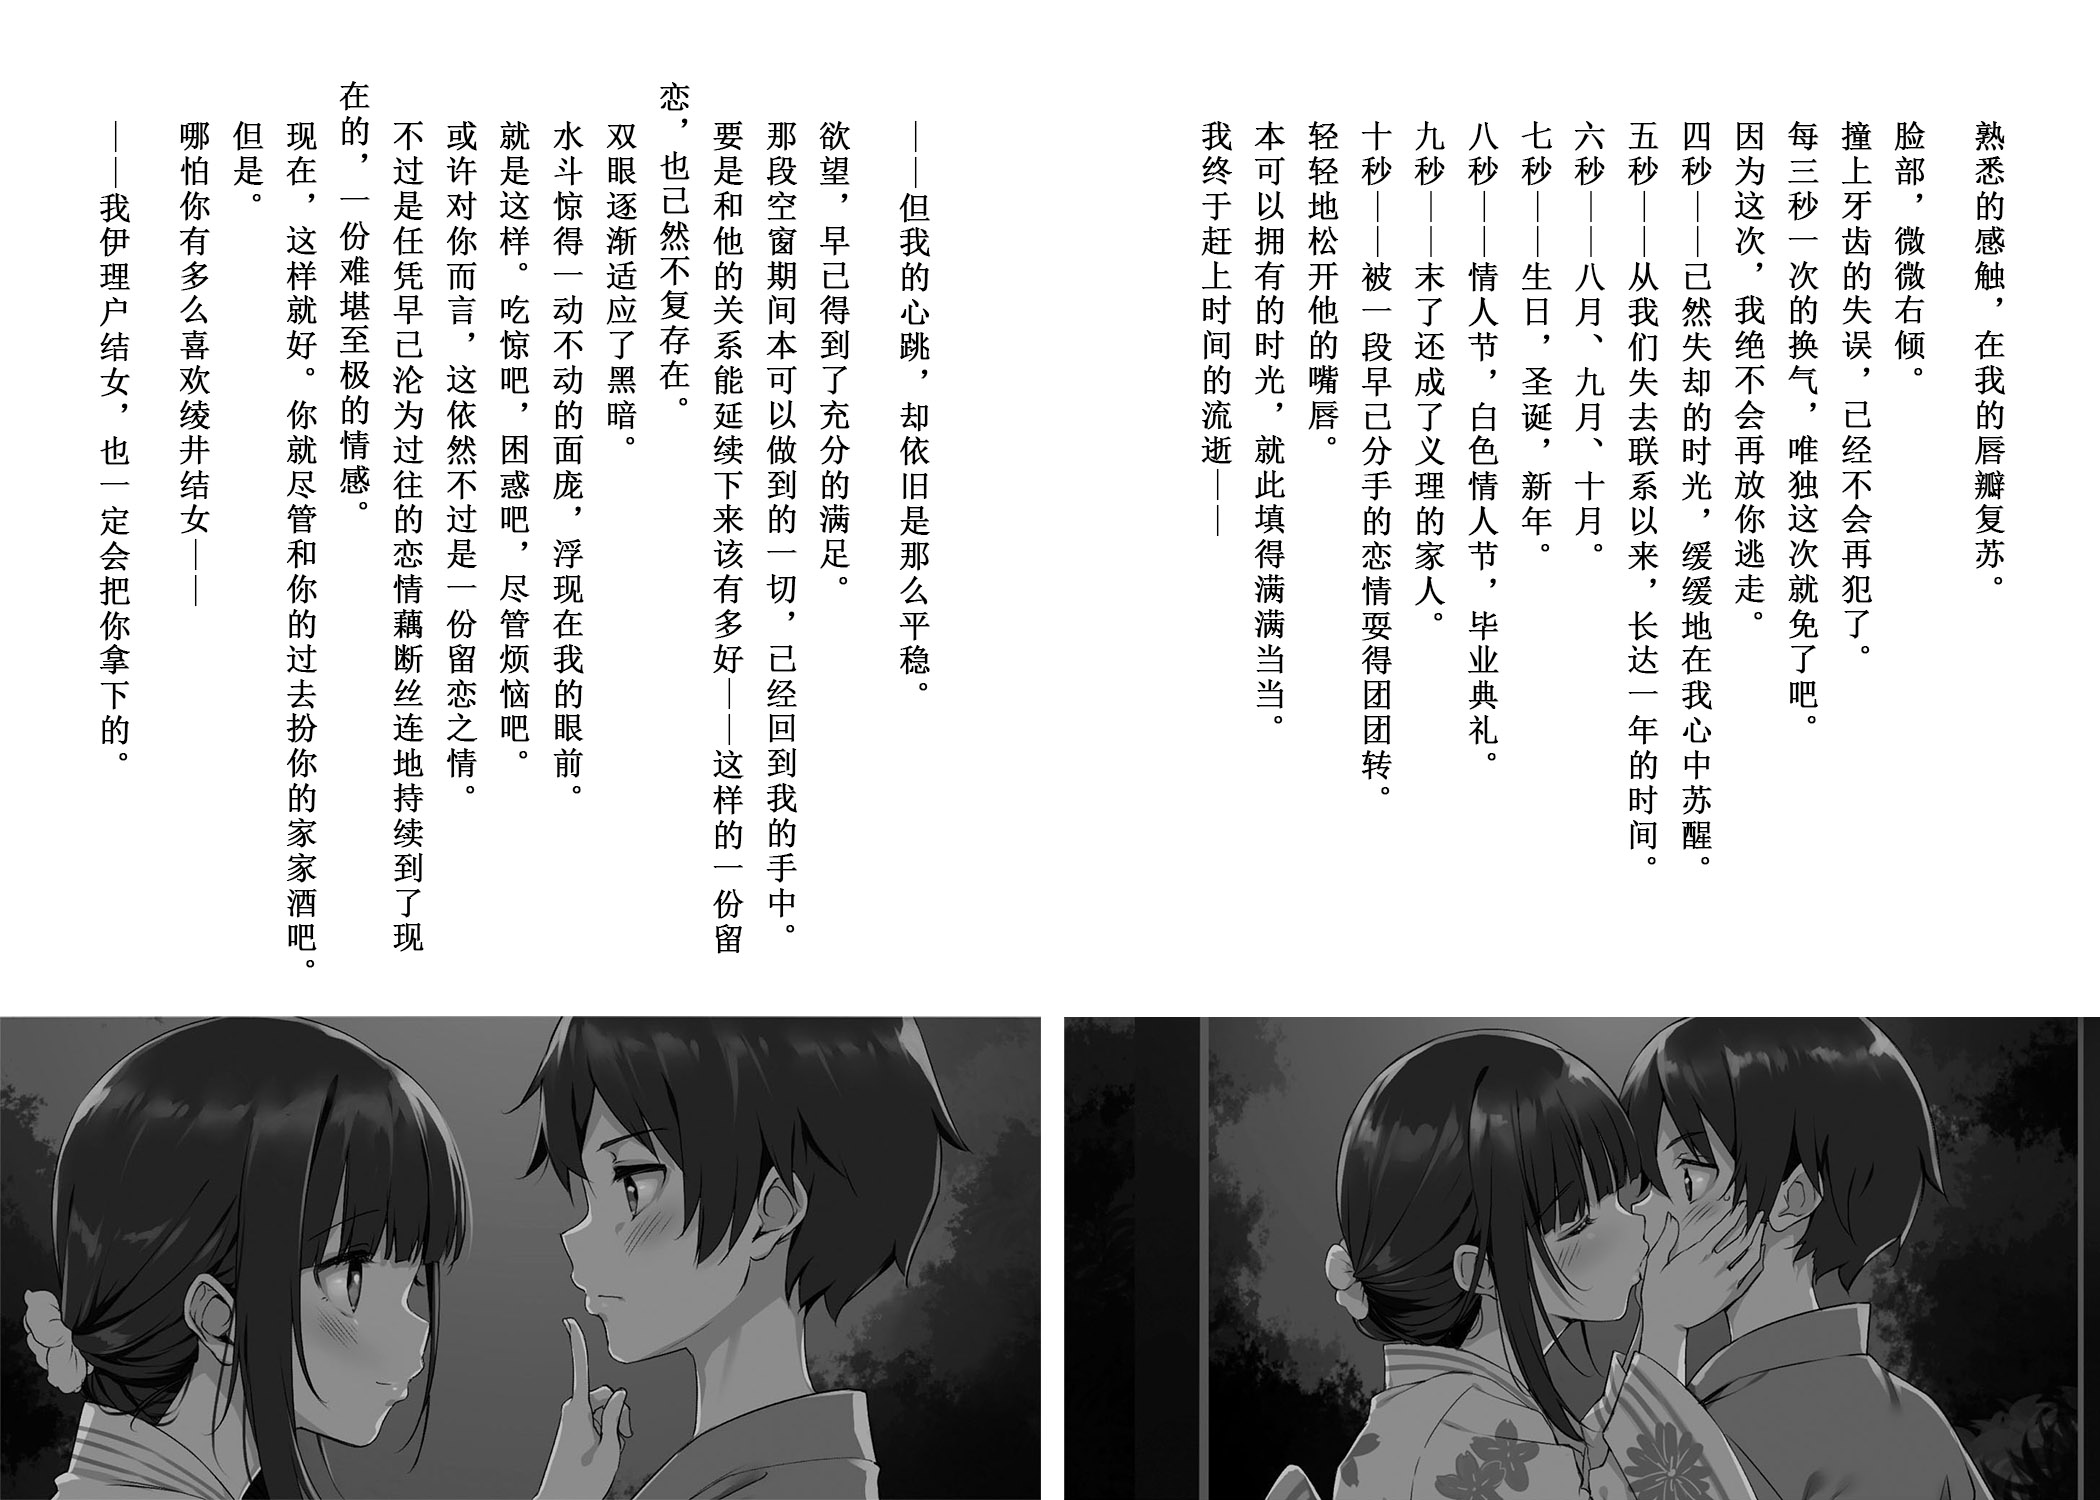 熟悉的感触，在我的唇瓣复苏。
脸部，微微右倾。
撞上牙齿的失误，已经不会再犯了。
每三秒一次的换气，唯独这次就免了吧。
因为这次，我绝不会再放你逃走。
四秒——已然失却的时光，缓缓地在我心中苏醒。
五秒——从我们失去联系以来，长达一年的时间。
六秒——八月、九月、十月。
七秒——生日，圣诞，新年。
八秒——情人节，白色情人节，毕业典礼。
九秒——末了还成了义理的家人。
十秒——被一段早已分手的恋情耍得团团转。
轻轻地松开他的嘴唇。
本可以拥有的时光，就此填得满满当当。
我终于赶上时间的流逝——
——但我的心跳，却依旧是那么平稳。
欲望，早已得到了充分的满足。
那段空窗期间本可以做到的一切，已经回到我的手中。
要是和他的关系能延续下来该有多好——这样的一份留
恋，也已然不复存在。
双眼逐渐适应了黑暗。
水斗惊得一动不动的面庞，浮现在我的眼前。
就是这样。吃惊吧，困惑吧，尽管烦恼吧。
或许对你而言，这依然不过是一份留恋之情。
不过是任凭早已沦为过往的恋情藕断丝连地持续到了现
在的，一份难堪至极的情感。
现在，这样就好。你就尽管和你的过去扮你的家家酒吧。
但是。
哪怕你有多么喜欢绫井结女——
——我伊理户结女，也一定会把你拿下的。